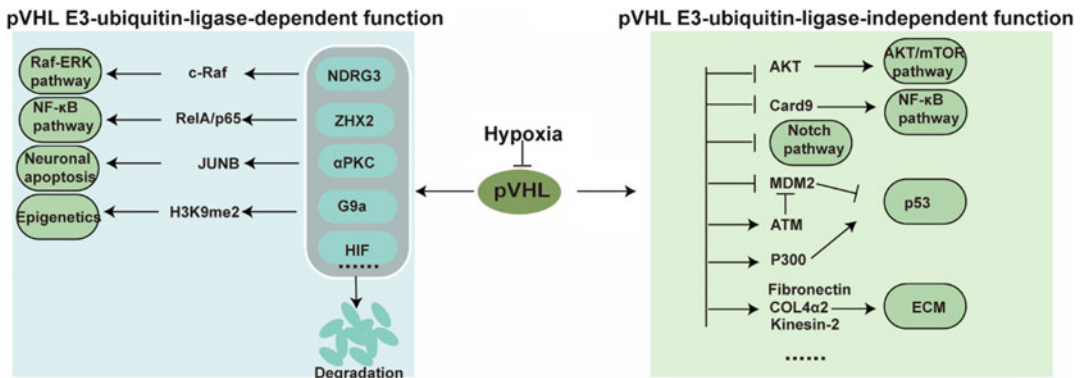 pVHL E3-ubiquitin-ligase-dependent function
Raf-ERK
pathway
c-Raf
NDRG3
NF-κB
pathway
RelA/p65
ZHX2
Neuronal
apoptosis
JUNB
αPKC
Epigenetics
H3K9me2
G9a
HIF
......
Degradation
Hypoxia
pVHL
pVHL E3-ubiquitin-ligase-independent function
AKT
AKT/mTOR
pathway
Card9
NF-κB
pathway
Notch
pathway
MDM2
p53
ATM
P300
Fibronectin
COL4α2
Kinesin-2
ECM
......